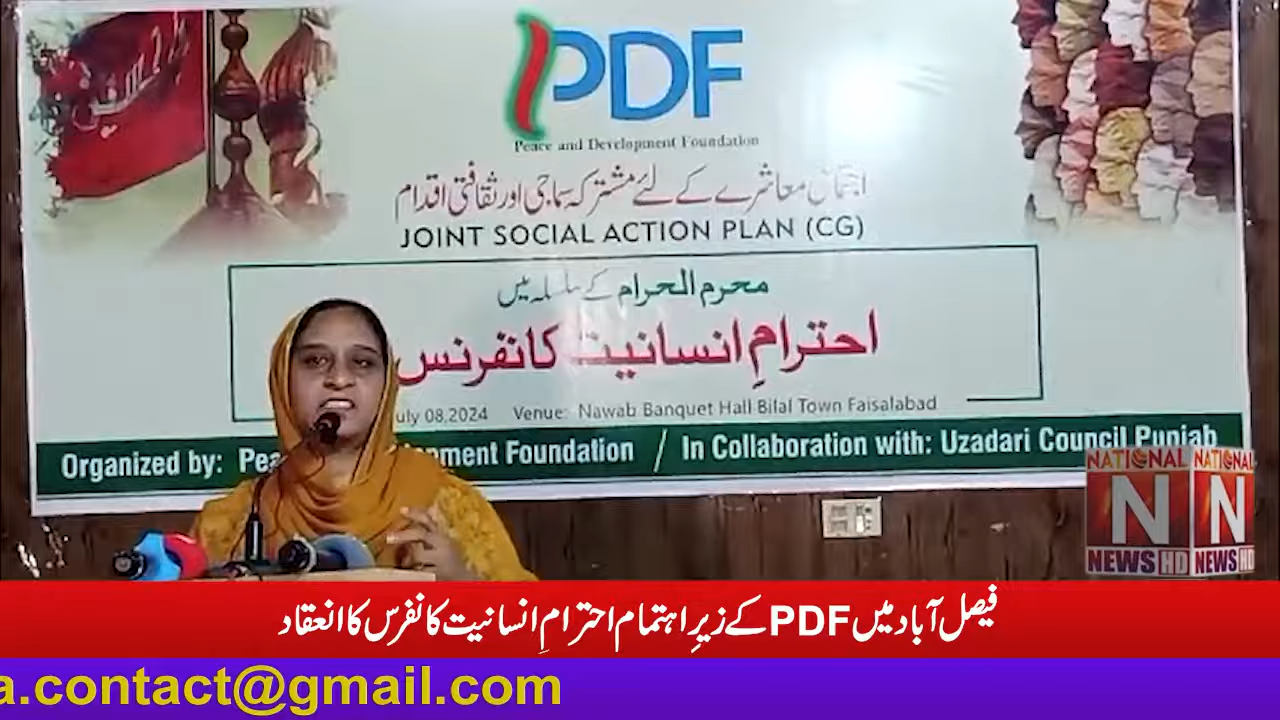 PDF
Peace and Development Foundation
اجتماعی معاشرے کے لئے مشترکہ سماجی اور ثقافتی اقدام
JOINT SOCIAL ACTION PLAN (CG)
محرم الحرام کے سلسلہ میں
احترامِ انسانیت کانفرنس
uly 08,2024 Venue: Nawab Banquet Hall Bilal Town Faisalabad
Organized by: Pea opment Foundation / In Collaboration with: Uzadari Council Punjab
NATIONAL NATIONAL
N N
NEWS HD NEWS HD
فیصل آباد میں PDF کے زیرِ اہتمام احترامِ انسانیت کانفرس کا انعقاد
a.contact@gmail.com